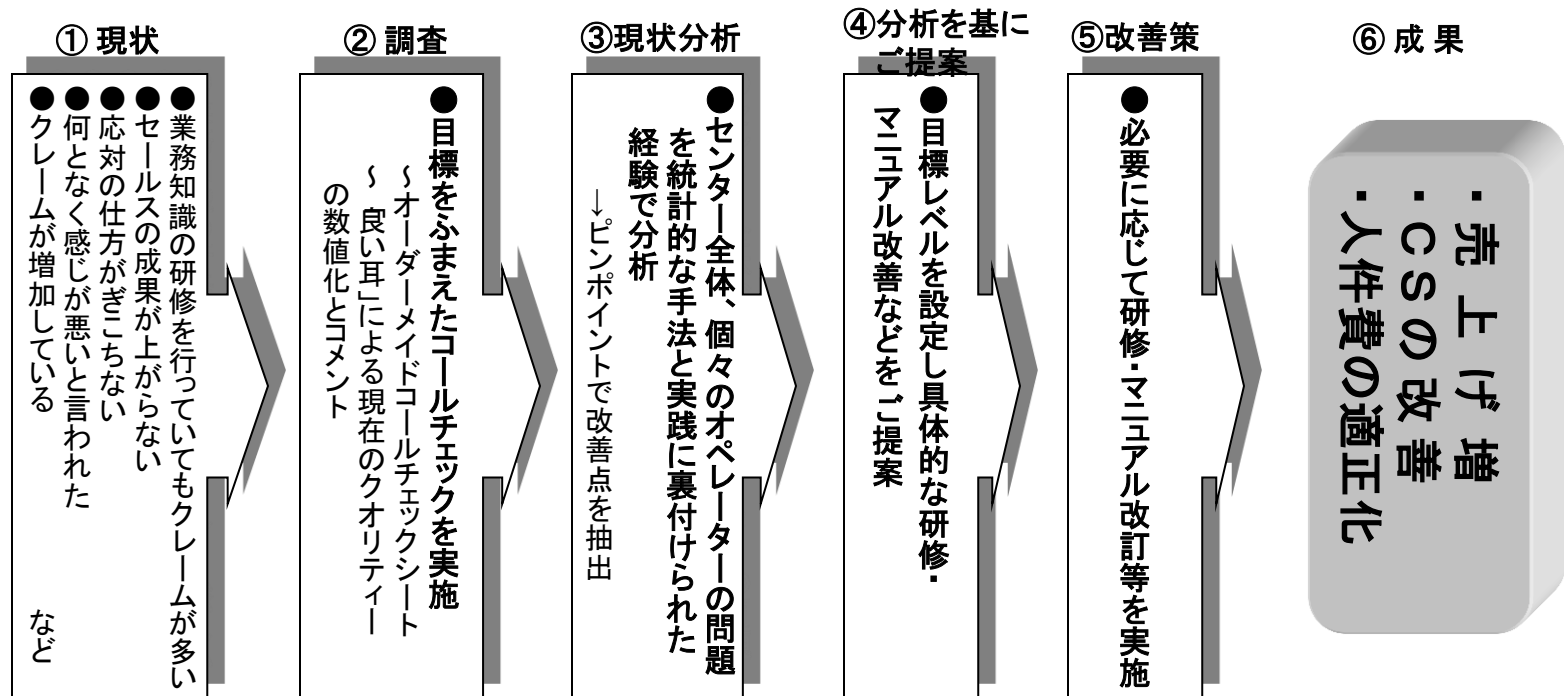 ① 現状
●業務知識の研修を行っていてもクレームが多い
●セールスの成果が上がらない
●応対の仕方がぎこちない
●何となく感じが悪いと言われた
●クレームが増加している　　など
② 調査
●目標をふまえたコールチェックを実施
～オーダーメイドコールチェックシート
～ 良い耳」による現在のクオリティー
の数値化とコメント
③現状分析
●センター全体、個々のオペレーターの問題
を統計的な手法と実践に裏付けられた
経験で分析
→ピンポイントで改善点を抽出
④分析を基に
ご提案
●目標レベルを設定し具体的な研修・
マニュアル改善などをご提案
⑤改善策
●必要に応じて研修・マニュアル改訂等を実施
⑥ 成 果
・売 上 げ 増
・CSの改善
・人件費の適正化